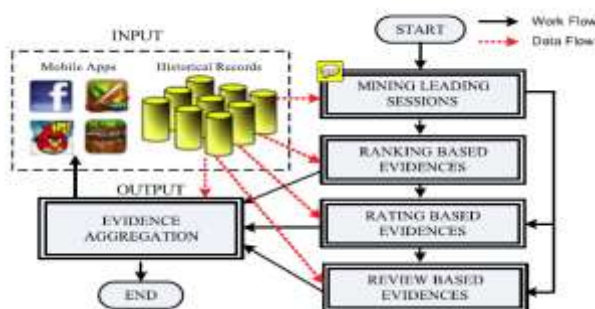 INPUT
START
Work Flow
Data Flow
Mobile Apps
Historical Records
MINING LEADING
SESSIONS
RANKING BASED
EVIDENCES
OUTPUT
EVIDENCE
AGGREGATION
RATING BASED
EVIDENCES
REVIEW BASED
EVIDENCES
END